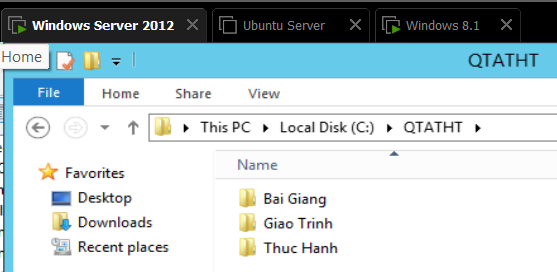 Windows Server 2012 Ubuntu Server Windows 8.1
Home QTATHT
File Home Share View
This PC Local Disk (C:) QTATHT
Favorites Name
Desktop Bai Giang
Downloads Giao Trinh
Recent places Thuc Hanh